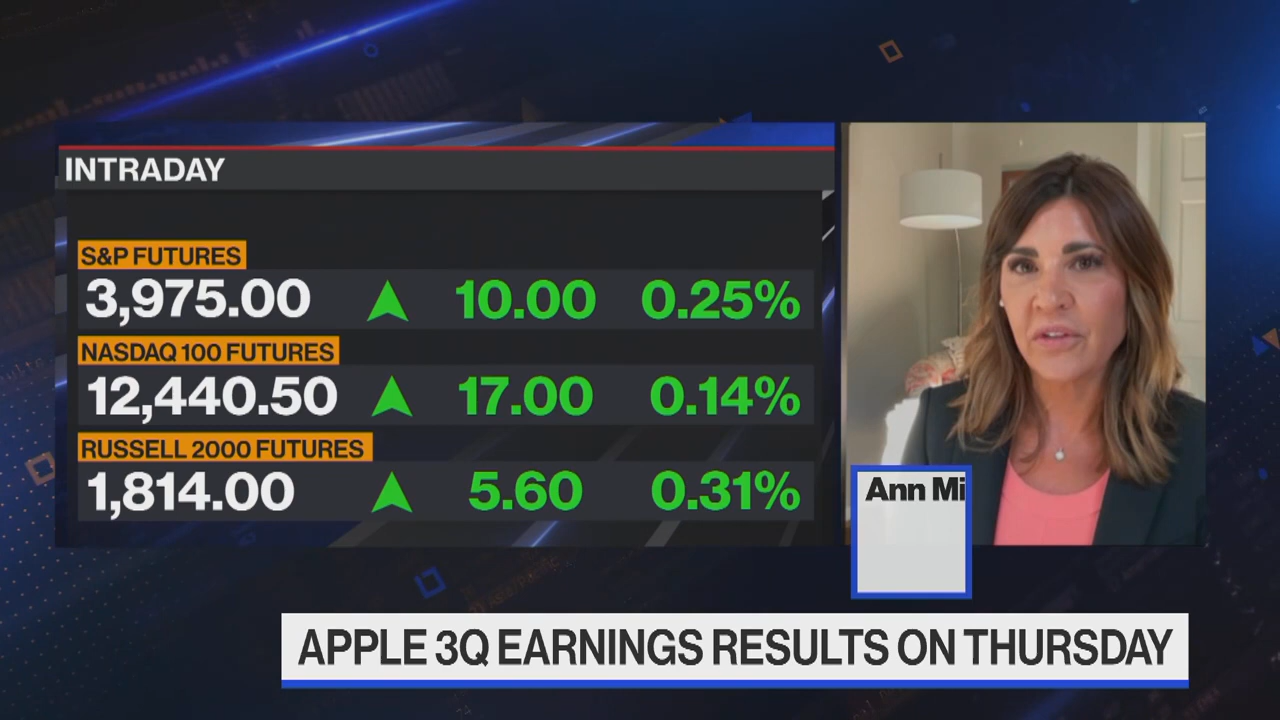 INTRADAY
S&P FUTURES
3,975.00 10.00 0.25%
NASDAQ 100 FUTURES
12,440.50 17.00 0.14%
RUSSELL 2000 FUTURES
1,814.00 5.60 0.31%
Ann Mi
APPLE 3Q EARNINGS RESULTS ON THURSDAY